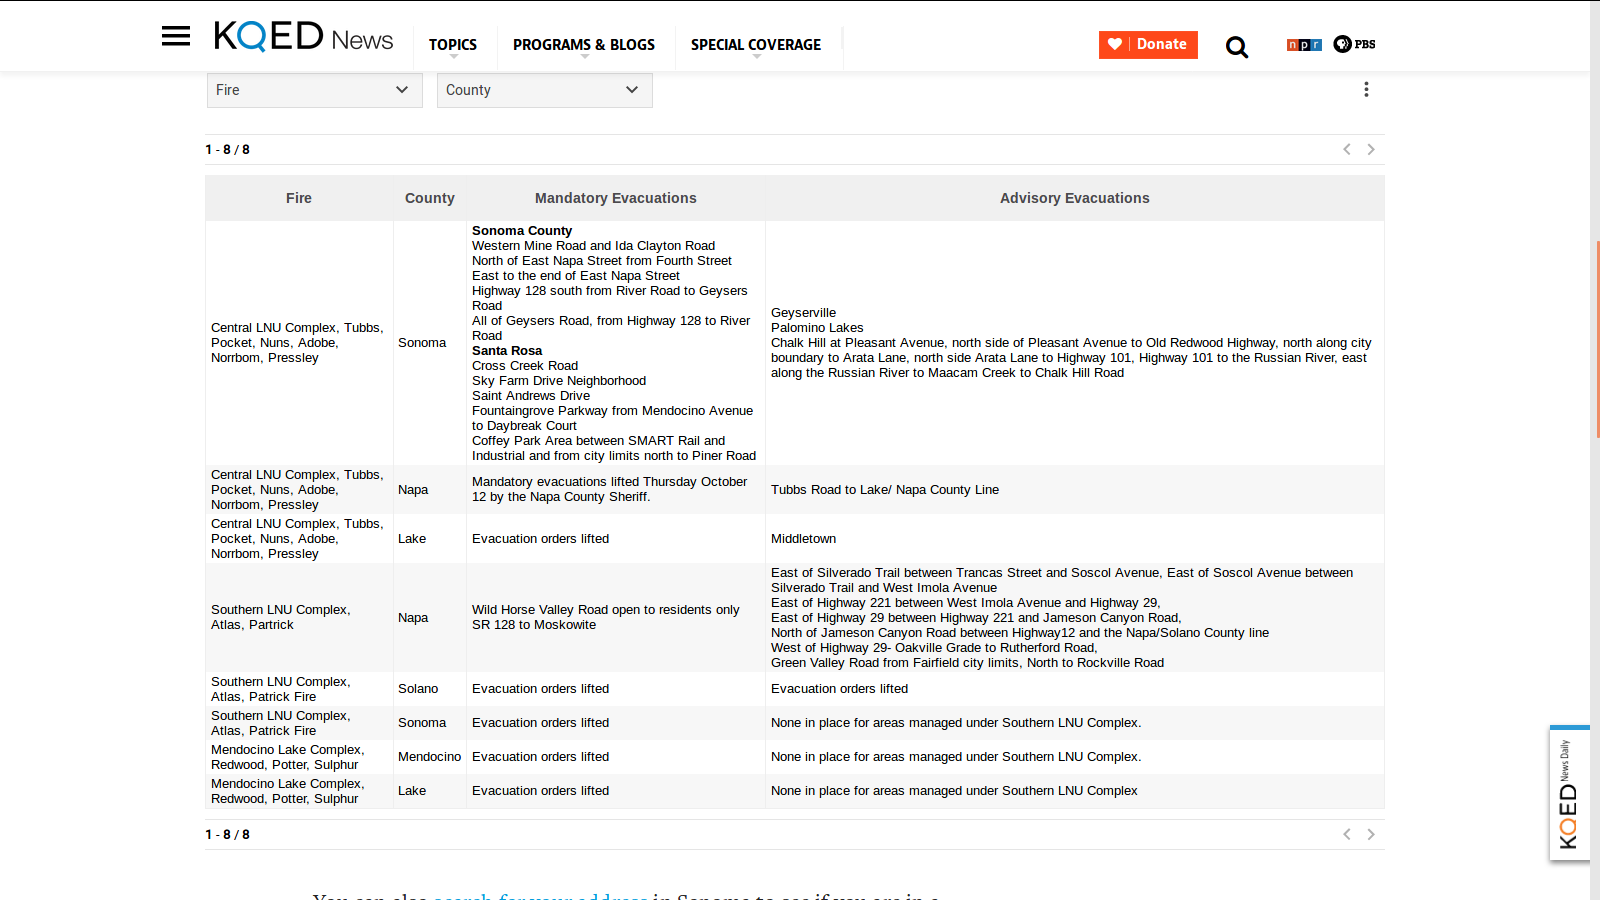 KQED News
TOPICS
PROGRAMS & BLOGS
SPECIAL COVERAGE
Donate
npr
PBS
Fire
County
1 - 8 / 8
Fire
County
Mandatory Evacuations
Advisory Evacuations
Central LNU Complex, Tubbs,
Pocket, Nuns, Adobe,
Norrbom, Pressley
Sonoma
Sonoma County
Western Mine Road and Ida Clayton Road
North of East Napa Street from Fourth Street
East to the end of East Napa Street
Highway 128 south from River Road to Geysers
Road
All of Geysers Road, from Highway 128 to River
Road
Santa Rosa
Cross Creek Road
Sky Farm Drive Neighborhood
Saint Andrews Drive
Fountaingrove Parkway from Mendocino Avenue
to Daybreak Court
Coffey Park Area between SMART Rail and
Industrial and from city limits north to Piner Road
Geyserville
Palomino Lakes
Chalk Hill at Pleasant Avenue, north side of Pleasant Avenue to Old Redwood Highway, north along city
boundary to Arata Lane, north side Arata Lane to Highway 101, Highway 101 to the Russian River, east
along the Russian River to Maacam Creek to Chalk Hill Road
Central LNU Complex, Tubbs,
Pocket, Nuns, Adobe,
Norrbom, Pressley
Napa
Mandatory evacuations lifted Thursday October
12 by the Napa County Sheriff.
Tubbs Road to Lake/ Napa County Line
Central LNU Complex, Tubbs,
Pocket, Nuns, Adobe,
Norrbom, Pressley
Lake
Evacuation orders lifted
Middletown
Southern LNU Complex,
Atlas, Partrick
Napa
Wild Horse Valley Road open to residents only
SR 128 to Moskowite
East of Silverado Trail between Trancas Street and Soscol Avenue, East of Soscol Avenue between
Silverado Trail and West Imola Avenue
East of Highway 221 between West Imola Avenue and Highway 29,
East of Highway 29 between Highway 221 and Jameson Canyon Road,
North of Jameson Canyon Road between Highway12 and the Napa/Solano County line
West of Highway 29- Oakville Grade to Rutherford Road,
Green Valley Road from Fairfield city limits, North to Rockville Road
Southern LNU Complex,
Atlas, Patrick Fire
Solano
Evacuation orders lifted
Evacuation orders lifted
Southern LNU Complex,
Atlas, Patrick Fire
Sonoma
Evacuation orders lifted
None in place for areas managed under Southern LNU Complex.
Mendocino Lake Complex,
Redwood, Potter, Sulphur
Mendocino
Evacuation orders lifted
None in place for areas managed under Southern LNU Complex.
Mendocino Lake Complex,
Redwood, Potter, Sulphur
Lake
Evacuation orders lifted
None in place for areas managed under Southern LNU Complex
1 - 8 / 8
KQED News Daily
You can also search for your address in Sonoma to see if you are in a